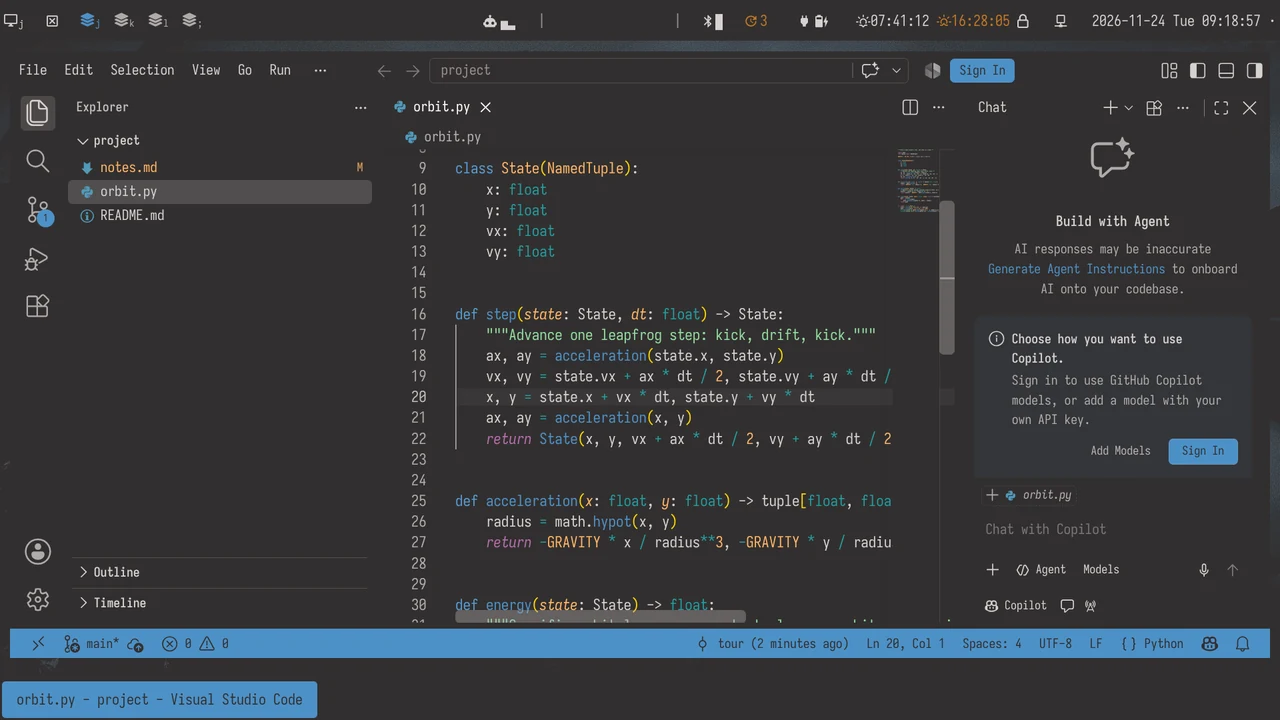 j
j
k
l
;
3
07:41:12
16:28:05
2026-11-24 Tue 09:18:57
File Edit Selection View Go Run ...
project
Sign In
Explorer
project
notes.md M
orbit.py
README.md
1
Outline
Timeline
orbit.py
orbit.py
9 class State(NamedTuple):
10 x: float
11 y: float
12 vx: float
13 vy: float
14
15
16 def step(state: State, dt: float) -> State:
17 """Advance one leapfrog step: kick, drift, kick."""
18 ax, ay = acceleration(state.x, state.y)
19 vx, vy = state.vx + ax * dt / 2, state.vy + ay * dt /
20 x, y = state.x + vx * dt, state.y + vy * dt
21 ax, ay = acceleration(x, y)
22 return State(x, y, vx + ax * dt / 2, vy + ay * dt / 2
23
24
25 def acceleration(x: float, y: float) -> tuple[float, floa
26 radius = math.hypot(x, y)
27 return -GRAVITY * x / radius**3, -GRAVITY * y / radiu
28
29
30 def energy(state: State) -> float:
Chat
Build with Agent
AI responses may be inaccurate
Generate Agent Instructions to onboard
AI onto your codebase.
Choose how you want to use
Copilot.
Sign in to use GitHub Copilot
models, or add a model with your
own API key.
Add Models
Sign In
orbit.py
Chat with Copilot
Agent Models
Copilot
main* 0 0
tour (2 minutes ago) Ln 20, Col 1 Spaces: 4 UTF-8 LF {} Python
orbit.py - project - Visual Studio Code